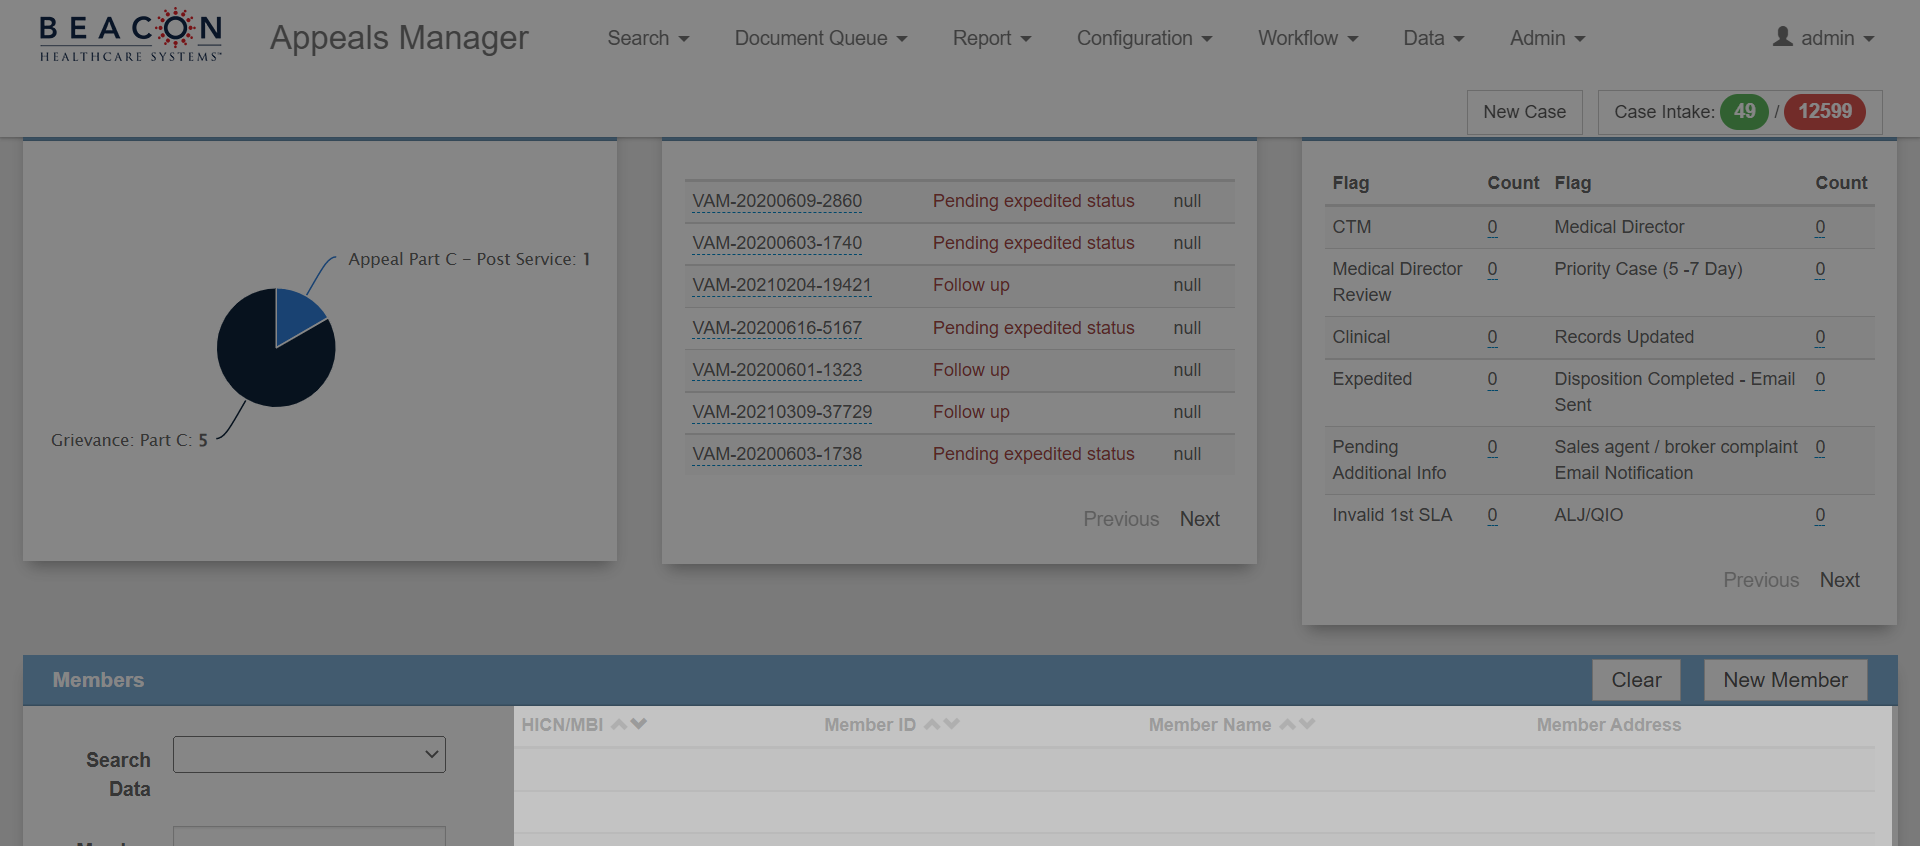 BEACON
HEALTHCARE SYSTEMS™
Appeals Manager
Search
Document Queue
Report
Configuration
Workflow
Data
Admin
admin
New Case
Case Intake: 49 / 12599
Appeal Part C - Post Service: 1
Grievance: Part C: 5
VAM-20200609-2860 Pending expedited status null
VAM-20200603-1740 Pending expedited status null
VAM-20210204-19421 Follow up null
VAM-20200616-5167 Pending expedited status null
VAM-20200601-1323 Follow up null
VAM-20210309-37729 Follow up null
VAM-20200603-1738 Pending expedited status null
Previous Next
Flag Count Flag Count
CTM 0 Medical Director 0
Medical Director 0 Priority Case (5 -7 Day) 0
Review
Clinical 0 Records Updated 0
Expedited 0 Disposition Completed - Email 0
Sent
Pending 0 Sales agent / broker complaint 0
Additional Info Email Notification
Invalid 1st SLA 0 ALJ/QIO 0
Previous Next
Members
Clear
New Member
Search
Data
HICN/MBI Member ID Member Name Member Address